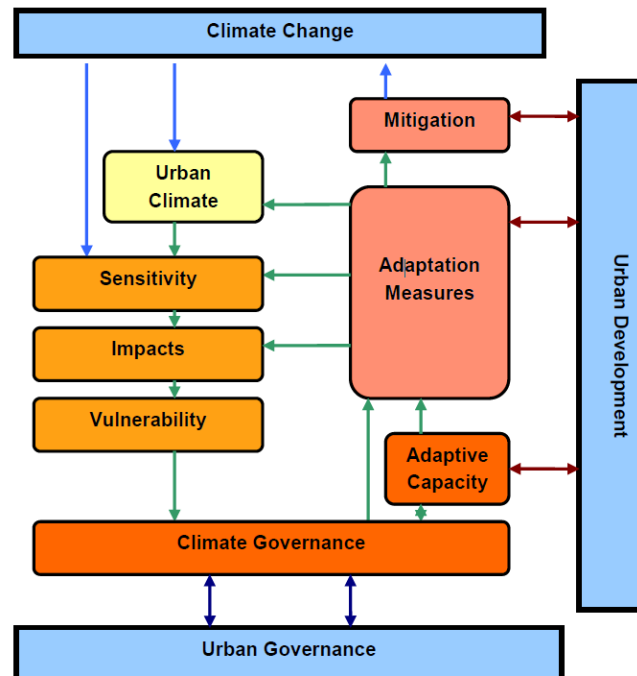 Climate Change
Mitigation
Urban
Climate
Adaptation
Measures
Sensitivity
Impacts
Vulnerability
Adaptive
Capacity
Climate Governance
Urban Governance
Urban Development